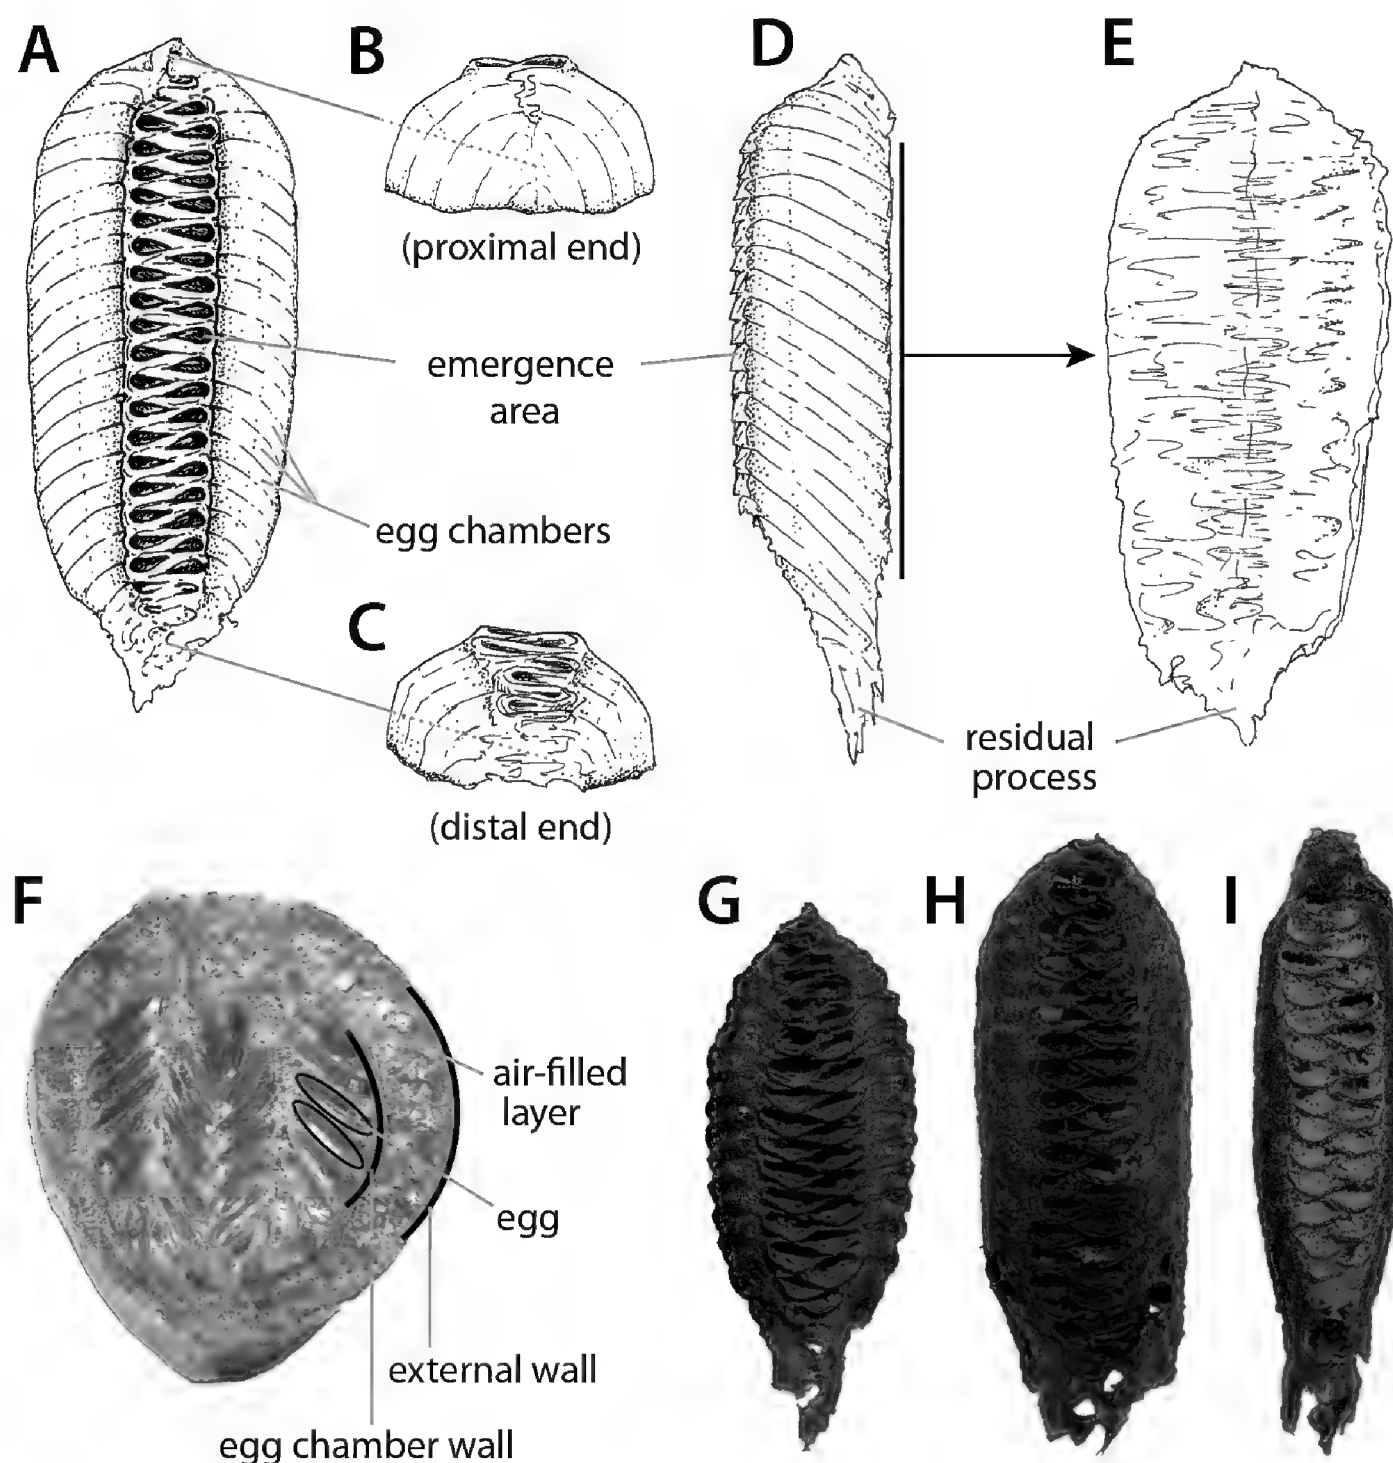 A
B
D
E
(proximal end)
emergence
area
egg chambers
C
residual
process
(distal end)
F
G
H
I
air-filled
layer
egg
external wall
egg chamber wall